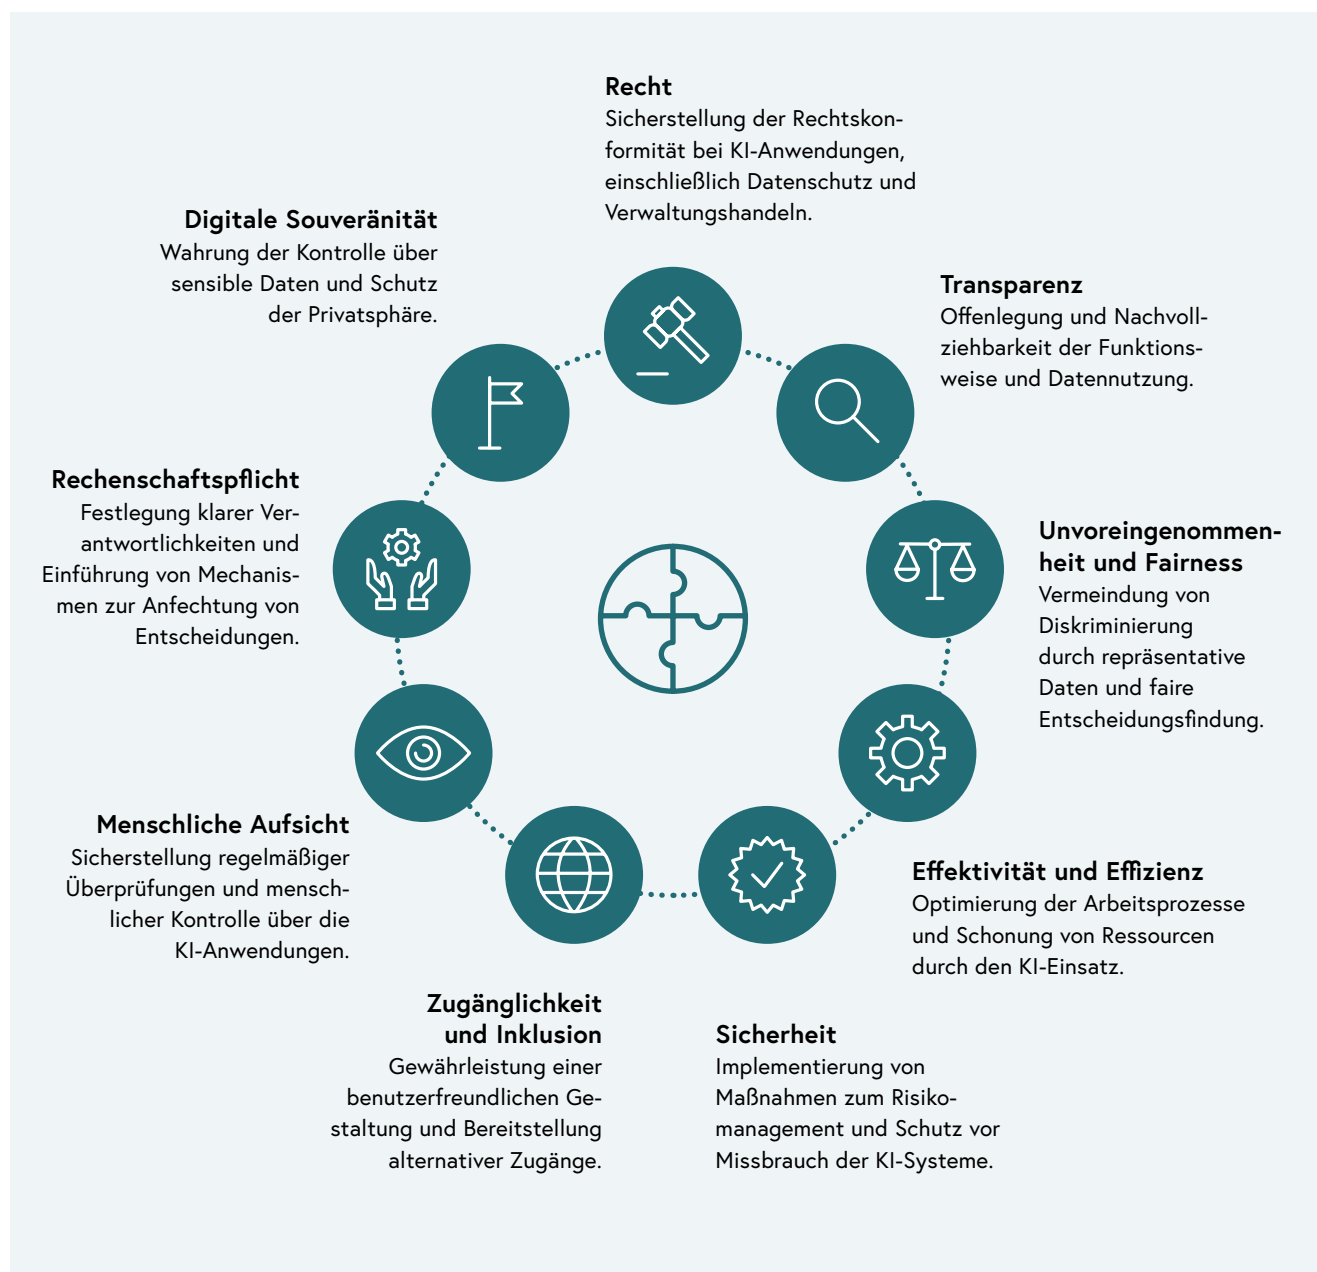 Recht
Sicherstellung der Rechtskon-
formität bei KI-Anwendungen,
einschließlich Datenschutz und
Verwaltungshandeln.
Digitale Souveränität
Wahrung der Kontrolle über
sensible Daten und Schutz
der Privatsphäre.
Transparenz
Offenlegung und Nachvoll-
ziehbarkeit der Funktions-
weise und Datennutzung.
Rechenschaftspflicht
Festlegung klarer Ver-
antwortlichkeiten und
Einführung von Mechanis-
men zur Anfechtung von
Entscheidungen.
Unvoreingenommen-
heit und Fairness
Vermeindung von
Diskriminierung
durch repräsentative
Daten und faire
Entscheidungsfindung.
Menschliche Aufsicht
Sicherstellung regelmäßiger
Überprüfungen und mensch-
licher Kontrolle über die
KI-Anwendungen.
Effektivität und Effizienz
Optimierung der Arbeitsprozesse
und Schonung von Ressourcen
durch den KI-Einsatz.
Zugänglichkeit
und Inklusion
Gewährleistung einer
benutzerfreundlichen Ge-
staltung und Bereitstellung
alternativer Zugänge.
Sicherheit
Implementierung von
Maßnahmen zum Risiko-
management und Schutz vor
Missbrauch der KI-Systeme.